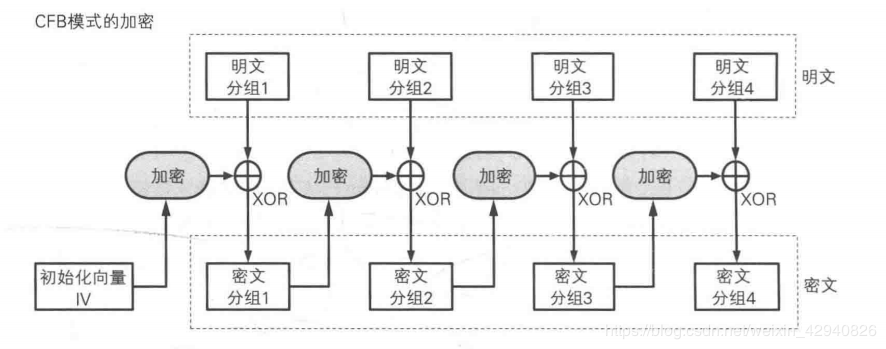 CFB模式的加密
明文
分组1
明文
分组2
明文
分组3
明文
分组4
明文
加密
XOR
加密
XOR
加密
XOR
加密
XOR
初始化向量
IV
密文
分组1
密文
分组2
密文
分组3
密文
分组4
密文
https://blog.csdn.net/weixin_42940826